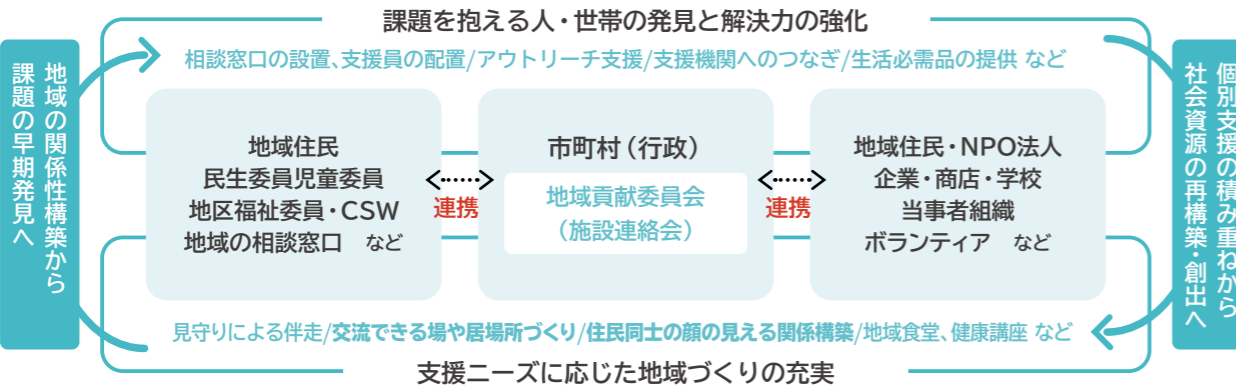 課題を抱える人・世帯の発見と解決力の強化
相談窓口の設置、支援員の配置/アウトリーチ支援/支援機関へのつなぎ/生活必需品の提供 など
地域の関係性構築から
課題の早期発見へ
地域住民
民生委員児童委員
地区福祉委員・CSW
地域の相談窓口 など
連携
市町村（行政）
地域貢献委員会
（施設連絡会）
連携
地域住民・NPO法人
企業・商店・学校
当事者組織
ボランティア など
個別支援の積み重ねから
社会資源の再構築・創出へ
見守りによる伴走/交流できる場や居場所づくり/住民同士の顔の見える関係構築/地域食堂、健康講座 など
支援ニーズに応じた地域づくりの充実